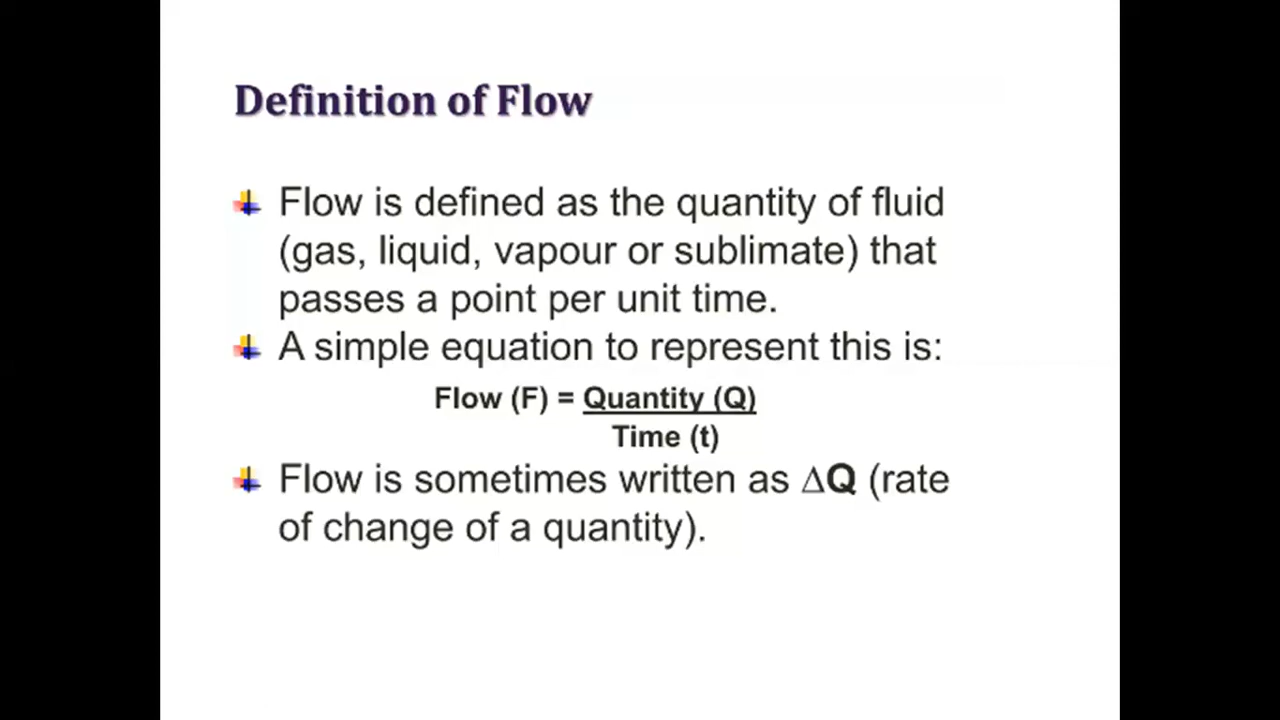 Definition of Flow
Flow is defined as the quantity of fluid
(gas, liquid, vapour or sublimate) that
passes a point per unit time.
A simple equation to represent this is:
Flow (F) = Quantity (Q)
Time (t)
Flow is sometimes written as ΔQ (rate
of change of a quantity).